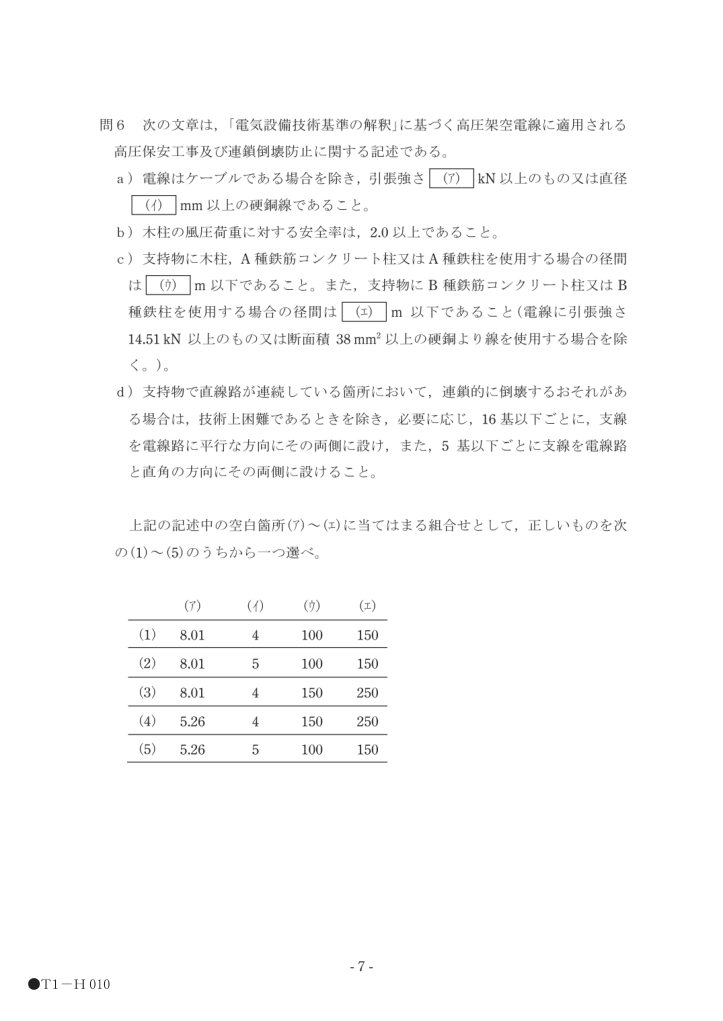 問６　次の文章は，「電気設備技術基準の解釈」に基づく高圧架空電線に適用される
高圧保安工事及び連鎖倒壊防止に関する記述である。
ａ）電線はケーブルである場合を除き，引張強さ (ア) kN 以上のもの又は直径
(イ) mm 以上の硬銅線であること。
ｂ）木柱の風圧荷重に対する安全率は，2.0 以上であること。
ｃ）支持物に木柱，A 種鉄筋コンクリート柱又は A 種鉄柱を使用する場合の径間
は (ウ) m 以下であること。また，支持物に B 種鉄筋コンクリート柱又は B
種鉄柱を使用する場合の径間は (エ) m 以下であること（電線に引張強さ
14.51 kN 以上のもの又は断面積 38 mm² 以上の硬銅より線を使用する場合を除
く。）。
ｄ）支持物で直線路が連続している箇所において，連鎖的に倒壊するおそれがあ
る場合は，技術上困難であるときを除き，必要に応じ，16 基以下ごとに，支線
を電線路に平行な方向にその両側に設け，また，5 基以下ごとに支線を電線路
と直角の方向にその両側に設けること。
上記の記述中の空白箇所(ア)～(エ)に当てはまる組合せとして，正しいものを次
の(1)～(5)のうちから一つ選べ。
(ア) (イ) (ウ) (エ)
(1) 8.01 4 100 150
(2) 8.01 5 100 150
(3) 8.01 4 150 250
(4) 5.26 4 150 250
(5) 5.26 5 100 150
- 7 -
●T1－H 010